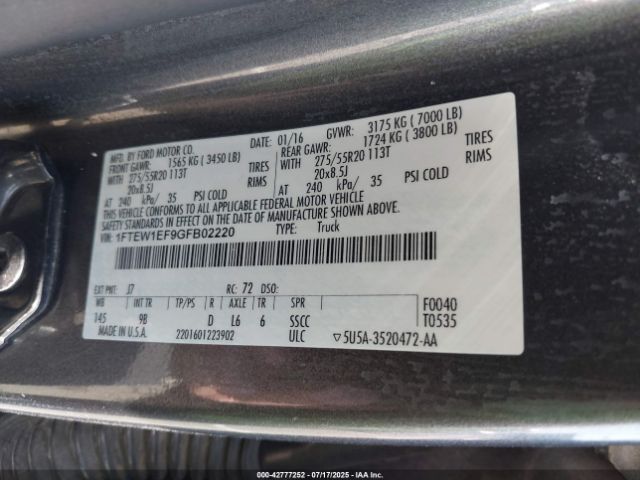 MFD. BY FORD MOTOR CO.
DATE: 01/16 GVWR: 3175 KG ( 7000 LB)
FRONT GAWR: 1565 KG ( 3450 LB) REAR GAWR: 1724 KG ( 3800 LB)
WITH 275/55R20 113T TIRES WITH 275/55R20 113T TIRES
20x8.5J RIMS 20x8.5J RIMS
AT 240 kPa/ 35 PSI COLD AT 240 kPa/ 35 PSI COLD
THIS VEHICLE CONFORMS TO ALL APPLICABLE FEDERAL MOTOR VEHICLE
SAFETY STANDARDS IN EFFECT ON THE DATE OF MANUFACTURE SHOWN ABOVE.
VIN: 1FTEW1EF9GFB02220 TYPE: Truck
EXT PNT: J7 RC: 72 DSO:
WB INT TR TP/PS R AXLE TR SPR F0040
145 9B D L6 6 SSCC T0535
MADE IN U.S.A. 2201601223902 ULC ▽5U5A-3520472-AA
000-42777252 | 07/17/2025 - IAA Inc.